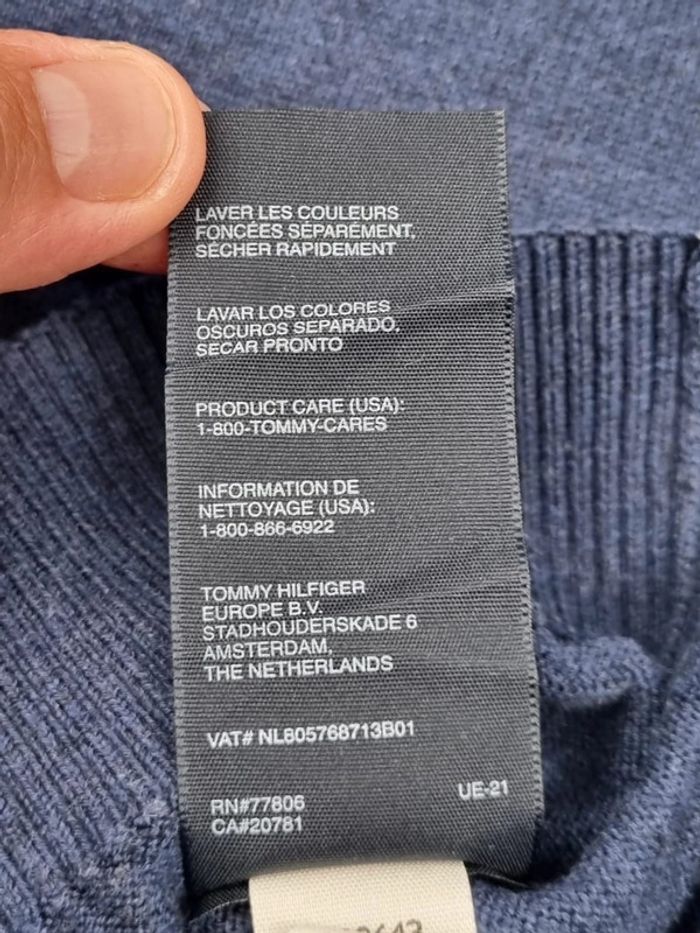 LAVER LES COULEURS
FONCÉES SÉPARÉMENT,
SÉCHER RAPIDEMENT
LAVAR LOS COLORES
OSCUROS SEPARADO,
SECAR PRONTO
PRODUCT CARE (USA):
1-800-TOMMY-CARES
INFORMATION DE
NETTOYAGE (USA):
1-800-866-6922
TOMMY HILFIGER
EUROPE B.V.
STADHOUDERSKADE 6
AMSTERDAM,
THE NETHERLANDS
VAT# NL805768713B01
UE-21
RN#77806
CA#20781